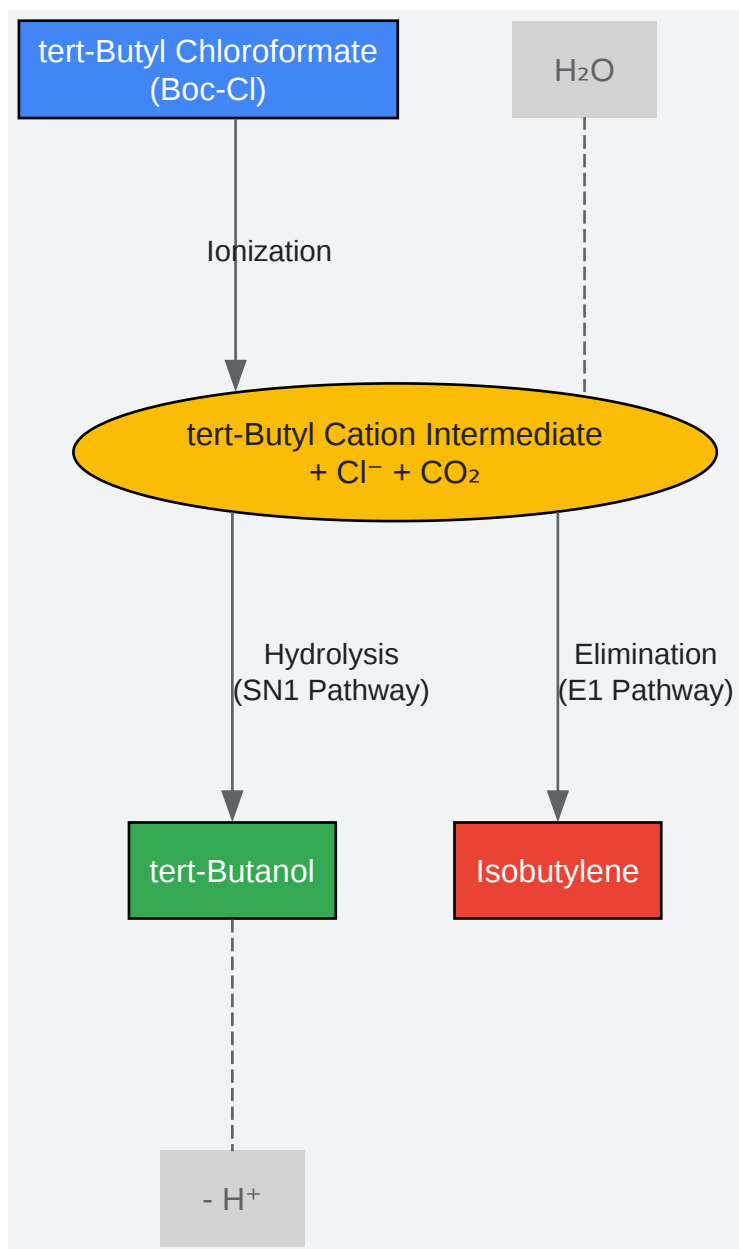 tert-Butyl Chloroformate
(Boc-Cl)
H₂O
Ionization
tert-Butyl Cation Intermediate
+ Cl⁻ + CO₂
Hydrolysis
(SN1 Pathway)
Elimination
(E1 Pathway)
tert-Butanol
Isobutylene
- H⁺